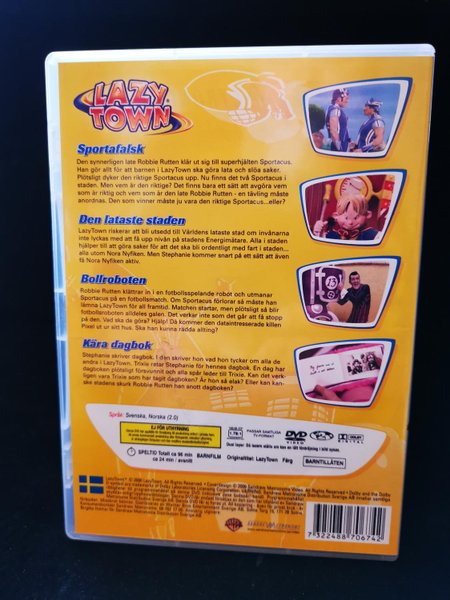 LAZY
TOWN
Sportafalsk
Den synnerligen late Robbie Rutten klär ut sig till superhjälten Sportacus.
Han gör allt för att barnen i LazyTown ska göra lata och slöa saker.
Plötsligt dyker den riktige Sportacus upp. Nu finns det två Sportacus i
staden. Men vem är den riktige? Det finns bara ett sätt att avgöra vem
som är riktig och vem som är den late Robbie Rutten - en tävling måste
anordnas. Den som vinner måste ju vara den riktige Sportacus...eller?
Den lataste staden
LazyTown riskerar att bli utsedd till Världens lataste stad om invånarna
inte lyckas med att få upp nivån på stadens Energimätare. Alla i staden
hjälper till att göra saker för att det ska bli ordentligt med fart i staden...
alla utom Nora Nyfiken. Men Stephanie kommer snart på ett sätt att även
få Nora Nyfiken aktiv.
Bollroboten
Robbie Rutten klättrar in i en fotbollsspelande robot och utmanar
Sportacus på en fotbollsmatch. Om Sportacus förlorar så måste han
lämna LazyTown för all framtid. Matchen startar, men plötsligt så blir
fotbollsroboten alldeles galen. Det verkar inte som det går att få stopp
på den. Vad ska de göra? Hjälp! Då kommer den dataintresserade killen
Pixel ut ur sitt hus. Ska han kunna rädda allting?
Kära dagbok
Stephanie skriver dagbok. I den skriver hon vad hon tycker om alla de
andra i LazyTown. Trixie retar Stephanie för hennes dagbok. En dag har
dagboken plötsligt försvunnit och alla spår leder till Trixie. Kan det verk-
ligen vara Trixie som har tagit dagboken? Är hon så elak? Eller kan kan-
ske stadens skurk Robbie Rutten han snott dagboken?
Språk: Svenska, Norska (2.0)
EJ FÖR UTHYRNING
PASSAR SAMTLIGA
TV-FORMAT
DVD
VIDEO
DOLBY
DIGITAL
SPELTID Totalt ca 96 min
ca 24 min / avsnitt
BARNFILM
Originaltitel: LazyTown
Färg
BARNTILLÅTEN
7 322488 706742